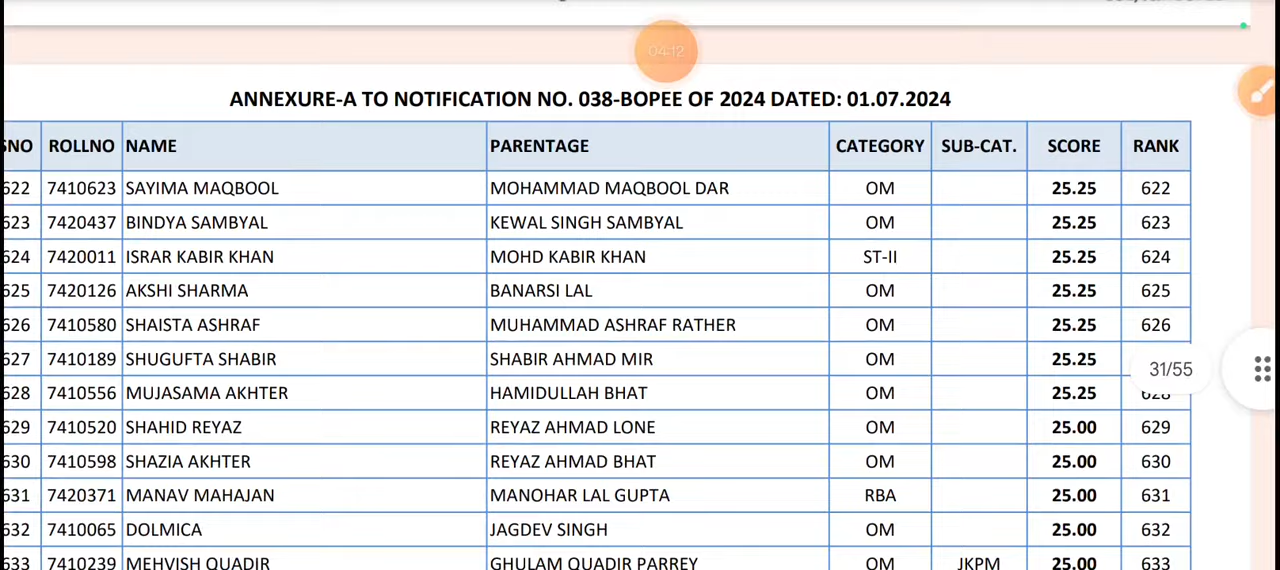 04:12
ANNEXURE-A TO NOTIFICATION NO. 038-BOPEE OF 2024 DATED: 01.07.2024
SNO ROLLNO NAME PARENTAGE CATEGORY SUB-CAT. SCORE RANK
622 7410623 SAYIMA MAQBOOL MOHAMMAD MAQBOOL DAR OM 25.25 622
623 7420437 BINDYA SAMBYAL KEWAL SINGH SAMBYAL OM 25.25 623
624 7420011 ISRAR KABIR KHAN MOHD KABIR KHAN ST-II 25.25 624
625 7420126 AKSHI SHARMA BANARSI LAL OM 25.25 625
626 7410580 SHAISTA ASHRAF MUHAMMAD ASHRAF RATHER OM 25.25 626
627 7410189 SHUGUFTA SHABIR SHABIR AHMAD MIR OM 25.25
31/55
628 7410556 MUJASAMA AKHTER HAMIDULLAH BHAT OM 25.25 628
629 7410520 SHAHID REYAZ REYAZ AHMAD LONE OM 25.00 629
630 7410598 SHAZIA AKHTER REYAZ AHMAD BHAT OM 25.00 630
631 7420371 MANAV MAHAJAN MANOHAR LAL GUPTA RBA 25.00 631
632 7410065 DOLMICA JAGDEV SINGH OM 25.00 632
633 7410239 MEHVISH QUADIR GHULAM QUADIR PARREY OM JKPM 25.00 633